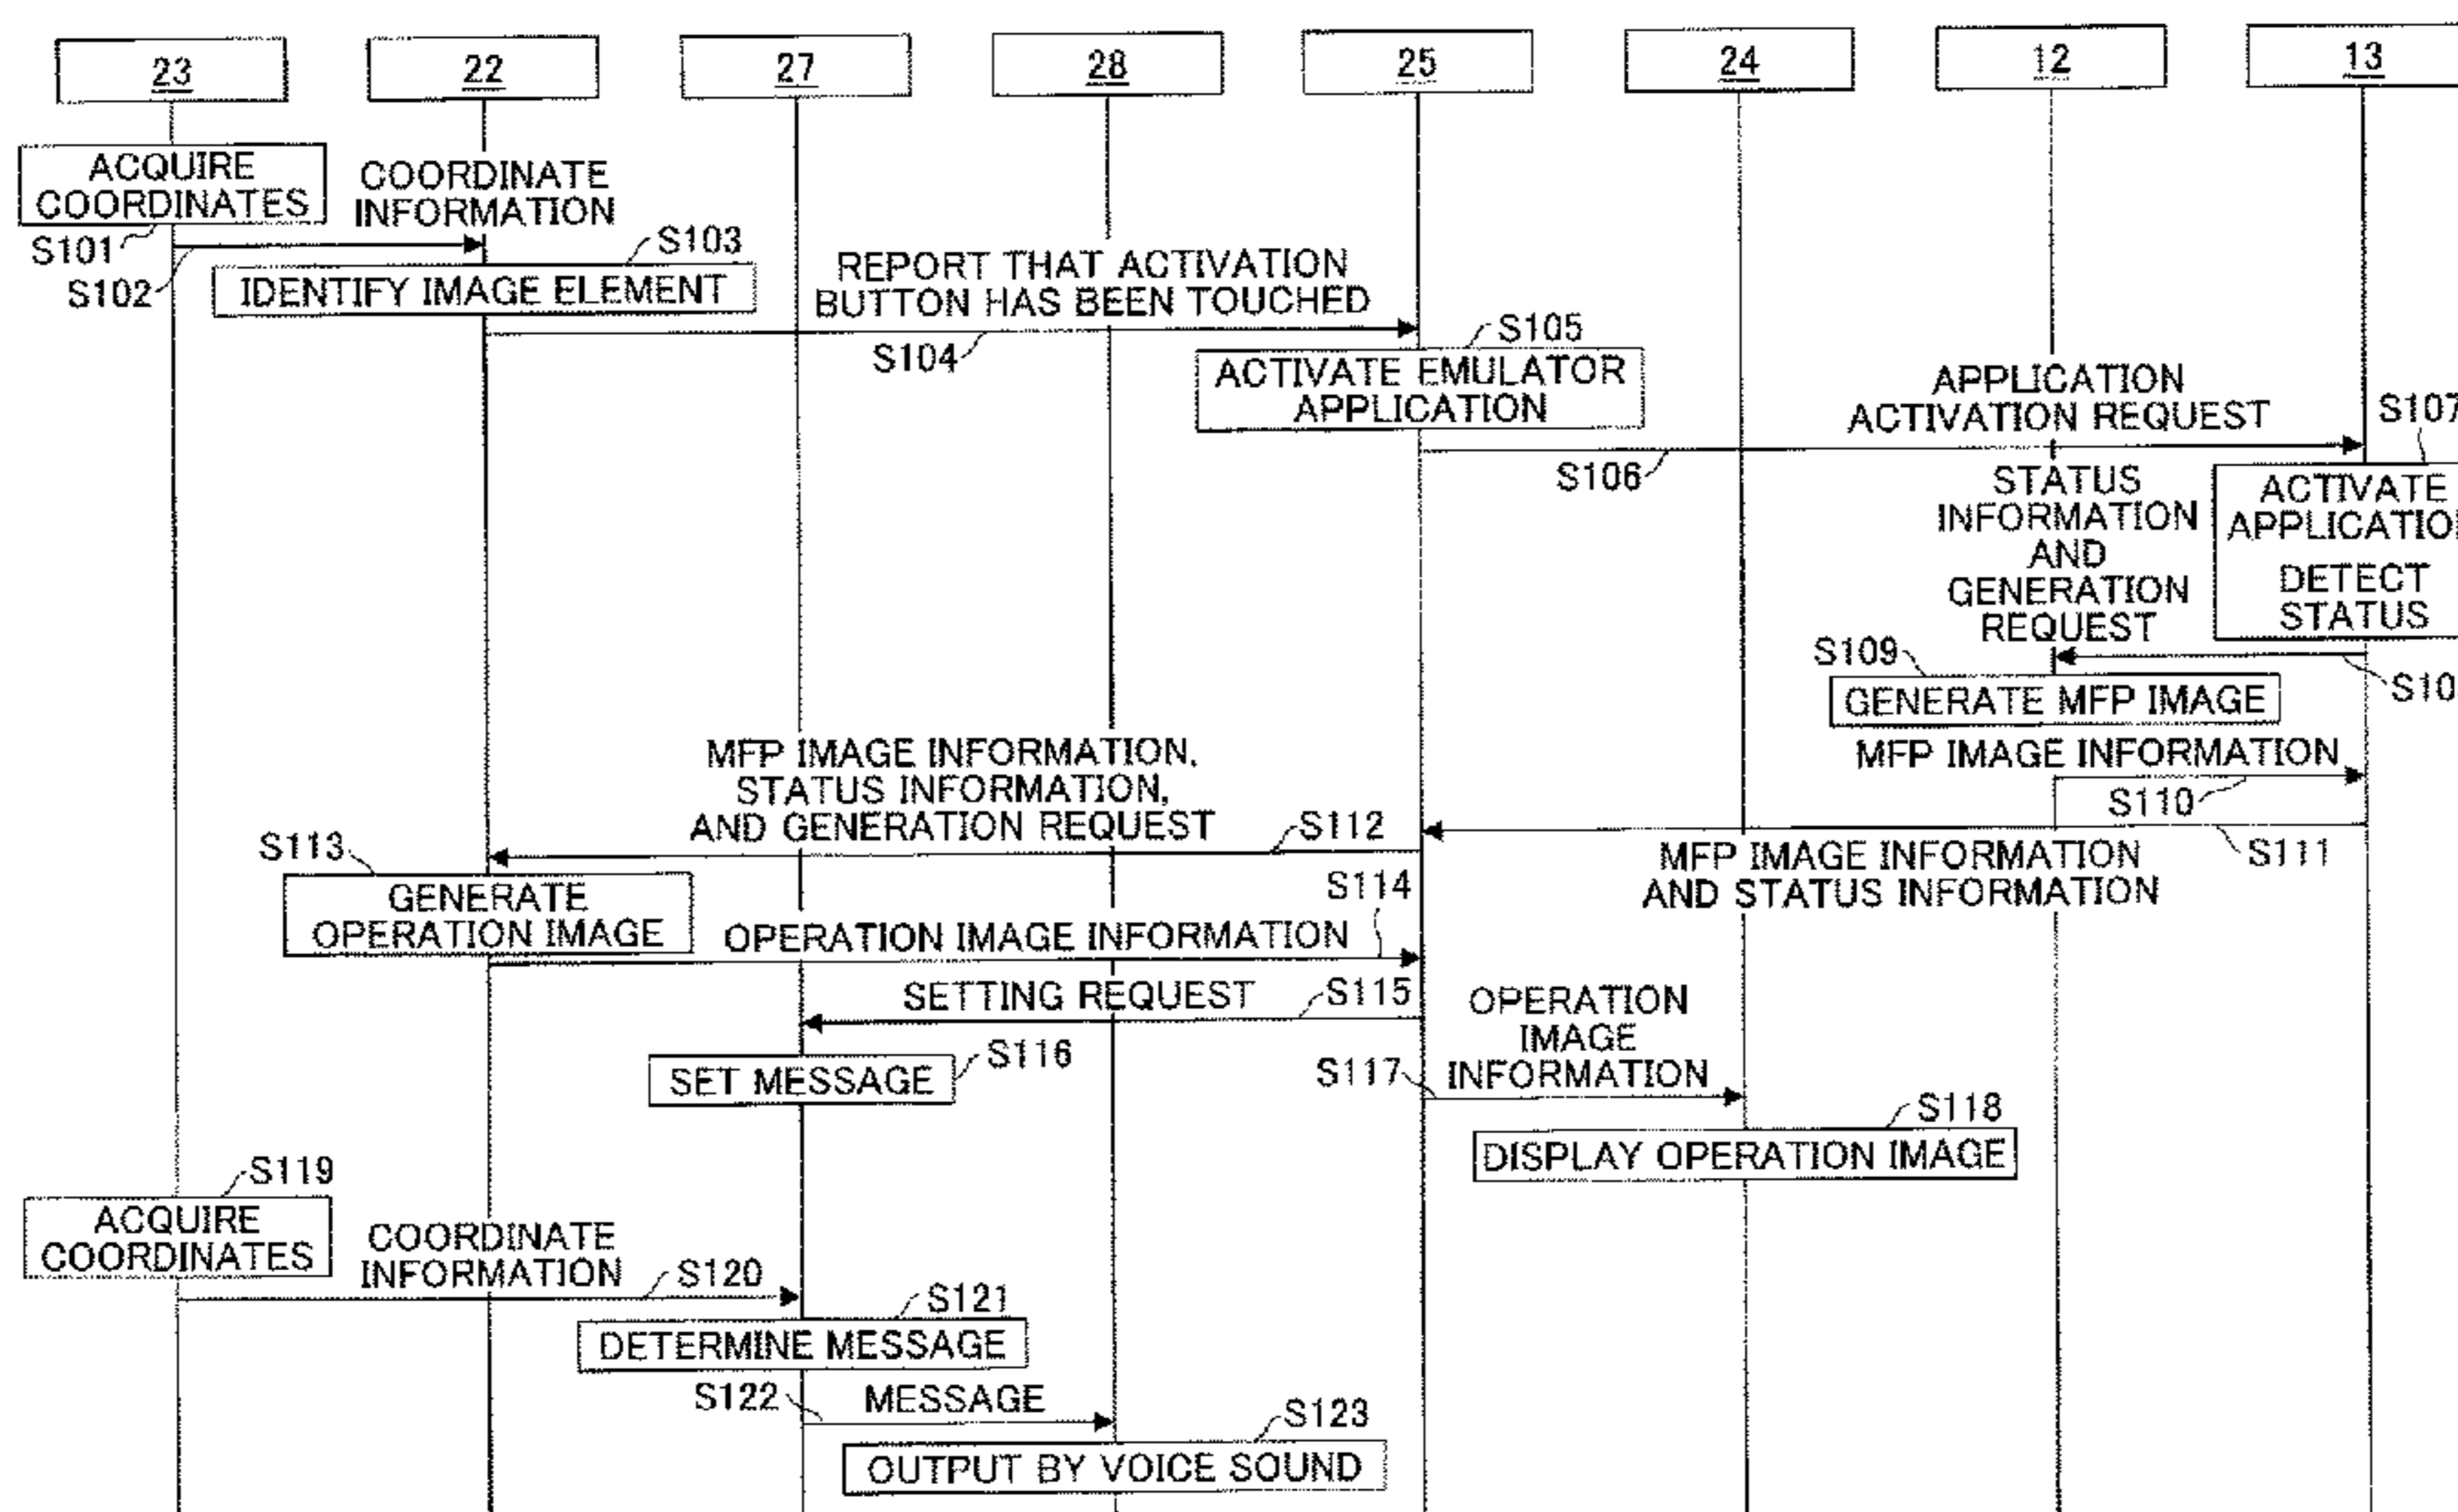 23
22
27
28
25
24
12
13
ACQUIRE
COORDINATES
S101
COORDINATE
INFORMATION
S102
S103
IDENTIFY IMAGE ELEMENT
REPORT THAT ACTIVATION
BUTTON HAS BEEN TOUCHED
S104
S105
ACTIVATE EMULATOR
APPLICATION
APPLICATION
ACTIVATION REQUEST
S106
S107
ACTIVATE
APPLICATION
DETECT
STATUS
STATUS
INFORMATION
AND
GENERATION
REQUEST
S10
S109
GENERATE MFP IMAGE
MFP IMAGE INFORMATION
S110
S111
MFP IMAGE INFORMATION
AND STATUS INFORMATION
MFP IMAGE INFORMATION,
STATUS INFORMATION,
AND GENERATION REQUEST
S112
S113
GENERATE
OPERATION IMAGE
S114
OPERATION IMAGE INFORMATION
SETTING REQUEST
S115
S116
SET MESSAGE
OPERATION
IMAGE
INFORMATION
S117
S118
DISPLAY OPERATION IMAGE
S119
ACQUIRE
COORDINATES
COORDINATE
INFORMATION
S120
S121
DETERMINE MESSAGE
S122
MESSAGE
S123
OUTPUT BY VOICE SOUND